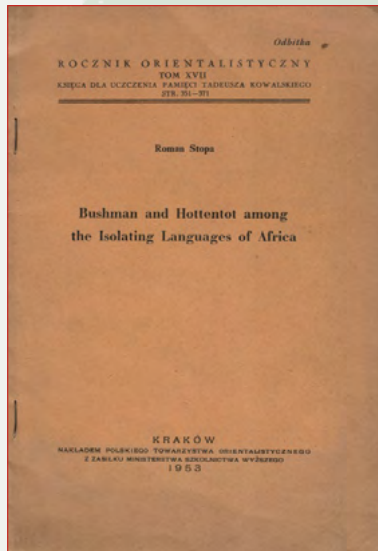 Odbitka
ROCZNIK ORIENTALISTYCZNY
TOM XVII
KSIĘGA DLA UCZCZENIA PAMIĘCI TADEUSZA KOWALSKIEGO
STR. 351—371
Roman Stopa
Bushman and Hottentot among
the Isolating Languages of Africa
KRAKÓW
NAKŁADEM POLSKIEGO TOWARZYSTWA ORIENTALISTYCZNEGO
Z ZASIŁKU MINISTERSTWA SZKOLNICTWA WYŻSZEGO
1953